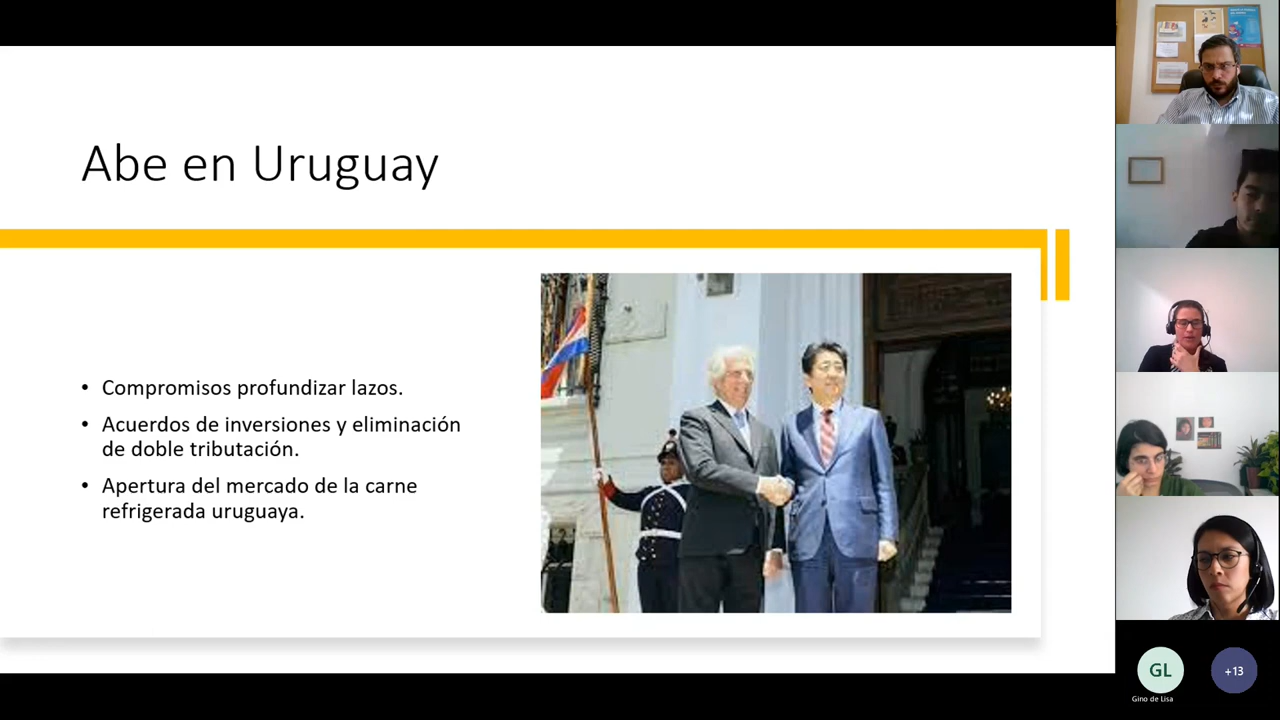 Abe en Uruguay
• Compromisos profundizar lazos.
• Acuerdos de inversiones y eliminación
de doble tributación.
• Apertura del mercado de la carne
refrigerada uruguaya.
GL
+13
Gino de Lisa